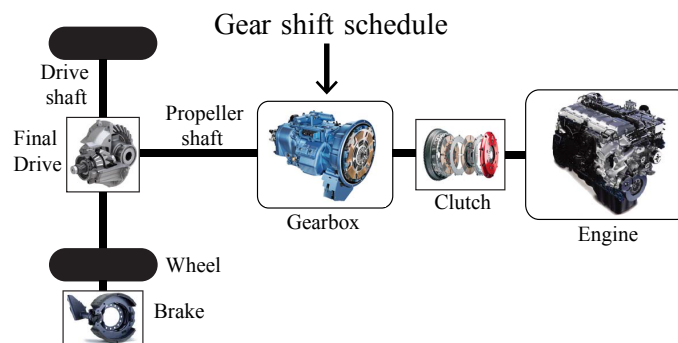 Gear shift schedule
Drive
shaft
Propeller
shaft
Final
Drive
Gearbox
Clutch
Engine
Wheel
Brake